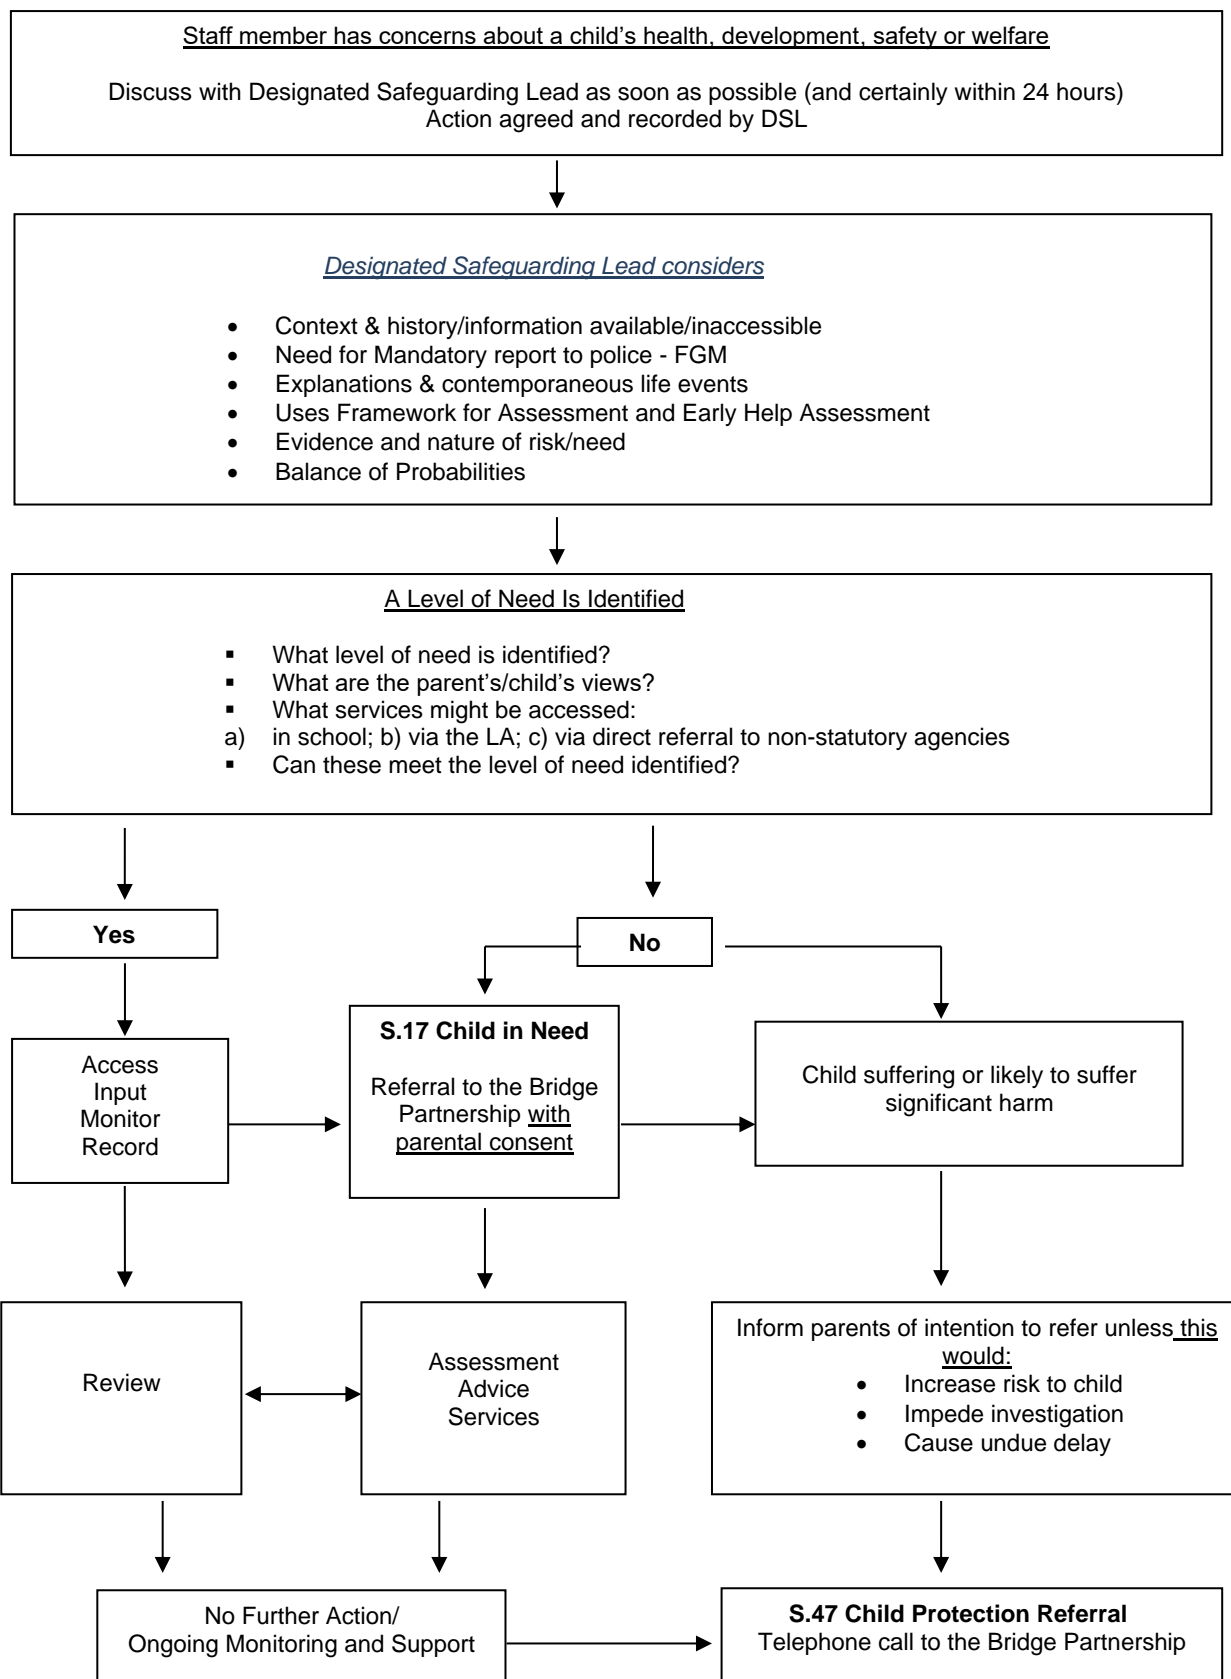 Staff member has concerns about a child’s health, development, safety or welfare
Discuss with Designated Safeguarding Lead as soon as possible (and certainly within 24 hours)
Action agreed and recorded by DSL
Designated Safeguarding Lead considers
• Context & history/information available/inaccessible
• Need for Mandatory report to police - FGM
• Explanations & contemporaneous life events
• Uses Framework for Assessment and Early Help Assessment
• Evidence and nature of risk/need
• Balance of Probabilities
A Level of Need Is Identified
▪ What level of need is identified?
▪ What are the parent’s/child’s views?
▪ What services might be accessed:
a) in school; b) via the LA; c) via direct referral to non-statutory agencies
▪ Can these meet the level of need identified?
Yes
No
Access
Input
Monitor
Record
S.17 Child in Need
Referral to the Bridge
Partnership with
parental consent
Child suffering or likely to suffer
significant harm
Review
Assessment
Advice
Services
Inform parents of intention to refer unless this
would:
• Increase risk to child
• Impede investigation
• Cause undue delay
No Further Action/
Ongoing Monitoring and Support
S.47 Child Protection Referral
Telephone call to the Bridge Partnership